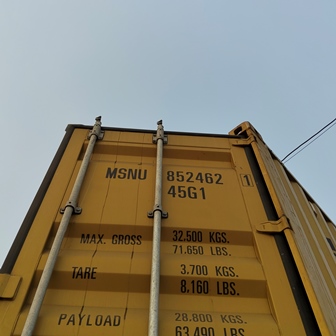 MSNU 852462 1
45G1
MAX. GROSS 32.500 KGS.
71.650 LBS.
TARE 3.700 KGS.
8.160 LBS.
PAYLOAD 28.800 KGS.
63.490 LBS.